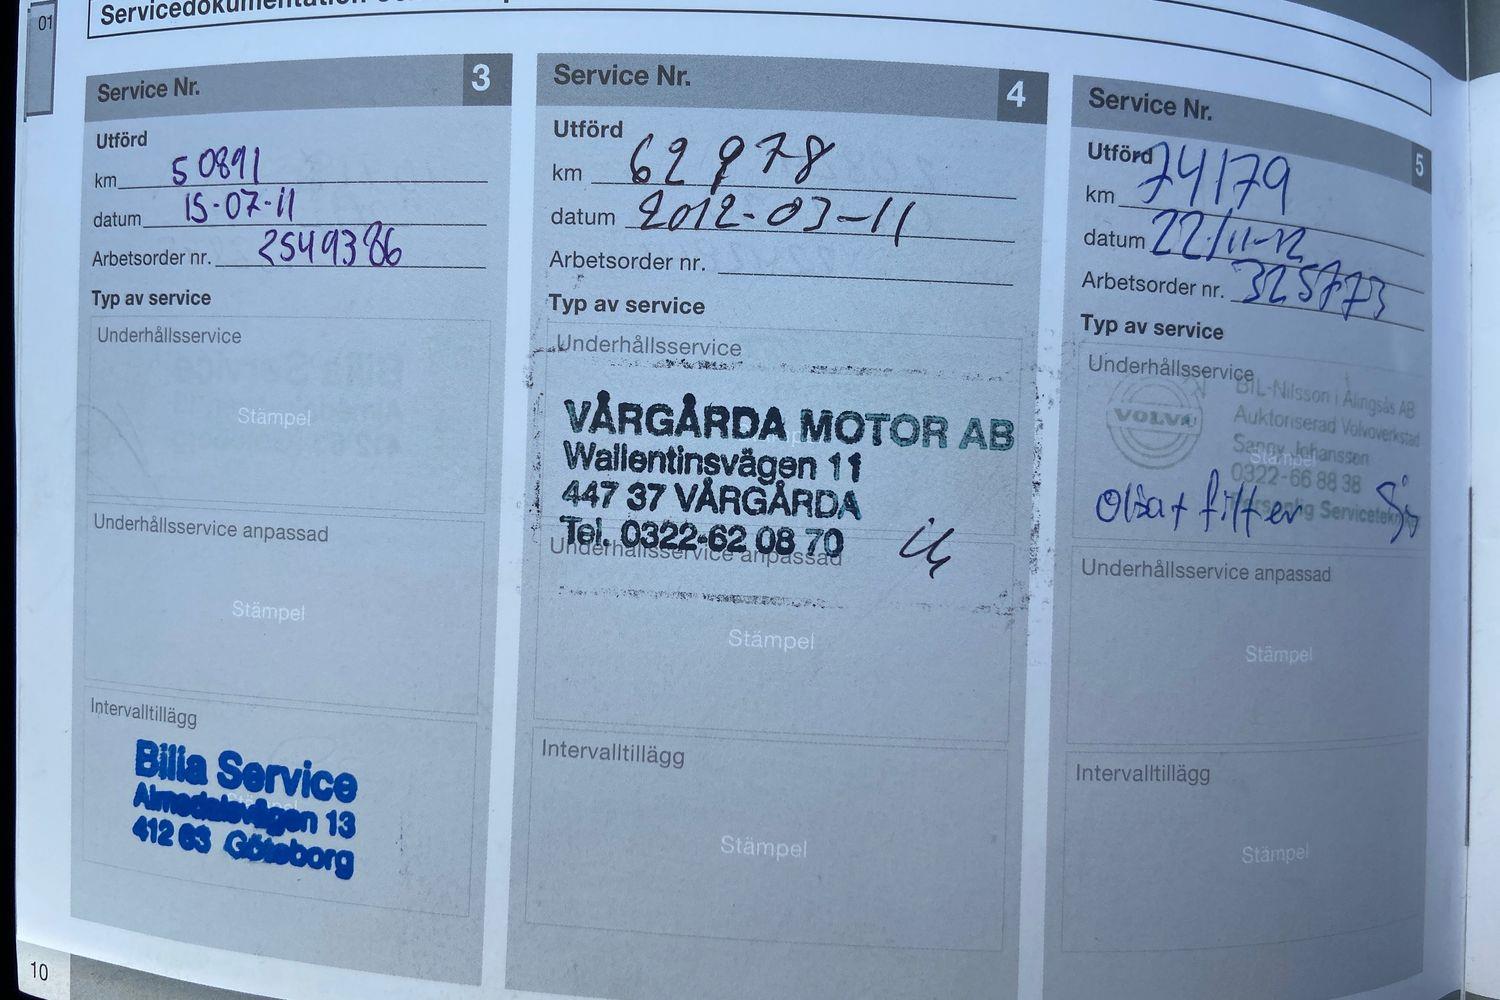 01
Service Nr. 3
Utförd
km 50891
datum 15-07-11
Arbetsorder nr. 2549386
Typ av service
Underhållsservice
Stämpel
Underhållsservice anpassad
Stämpel
Intervalltillägg
Billa Service
Almedalsvägen 13
412 63 Göteborg
Service Nr. 4
Utförd
km 62978
datum 2012-03-11
Arbetsorder nr.
Typ av service
Underhållsservice
VÅRGÅRDA MOTOR AB
Wallentinsvägen 11
447 37 VÅRGÅRDA
Tel. 0322-62 08 70
Underhållsservice anpassad
Stämpel
Intervalltillägg
Stämpel
Service Nr. 5
Utförd
km 74179
datum 22/11-12
Arbetsorder nr. 325773
Typ av service
Underhållsservice
VOLVO
BIL-Nilsson i Alingsås AB
Auktoriserad Volvoverkstad
Johansson
Stämpel
0322-66 88 38
filter
Underhållsservice anpassad
Stämpel
Intervalltillägg
Stämpel
10